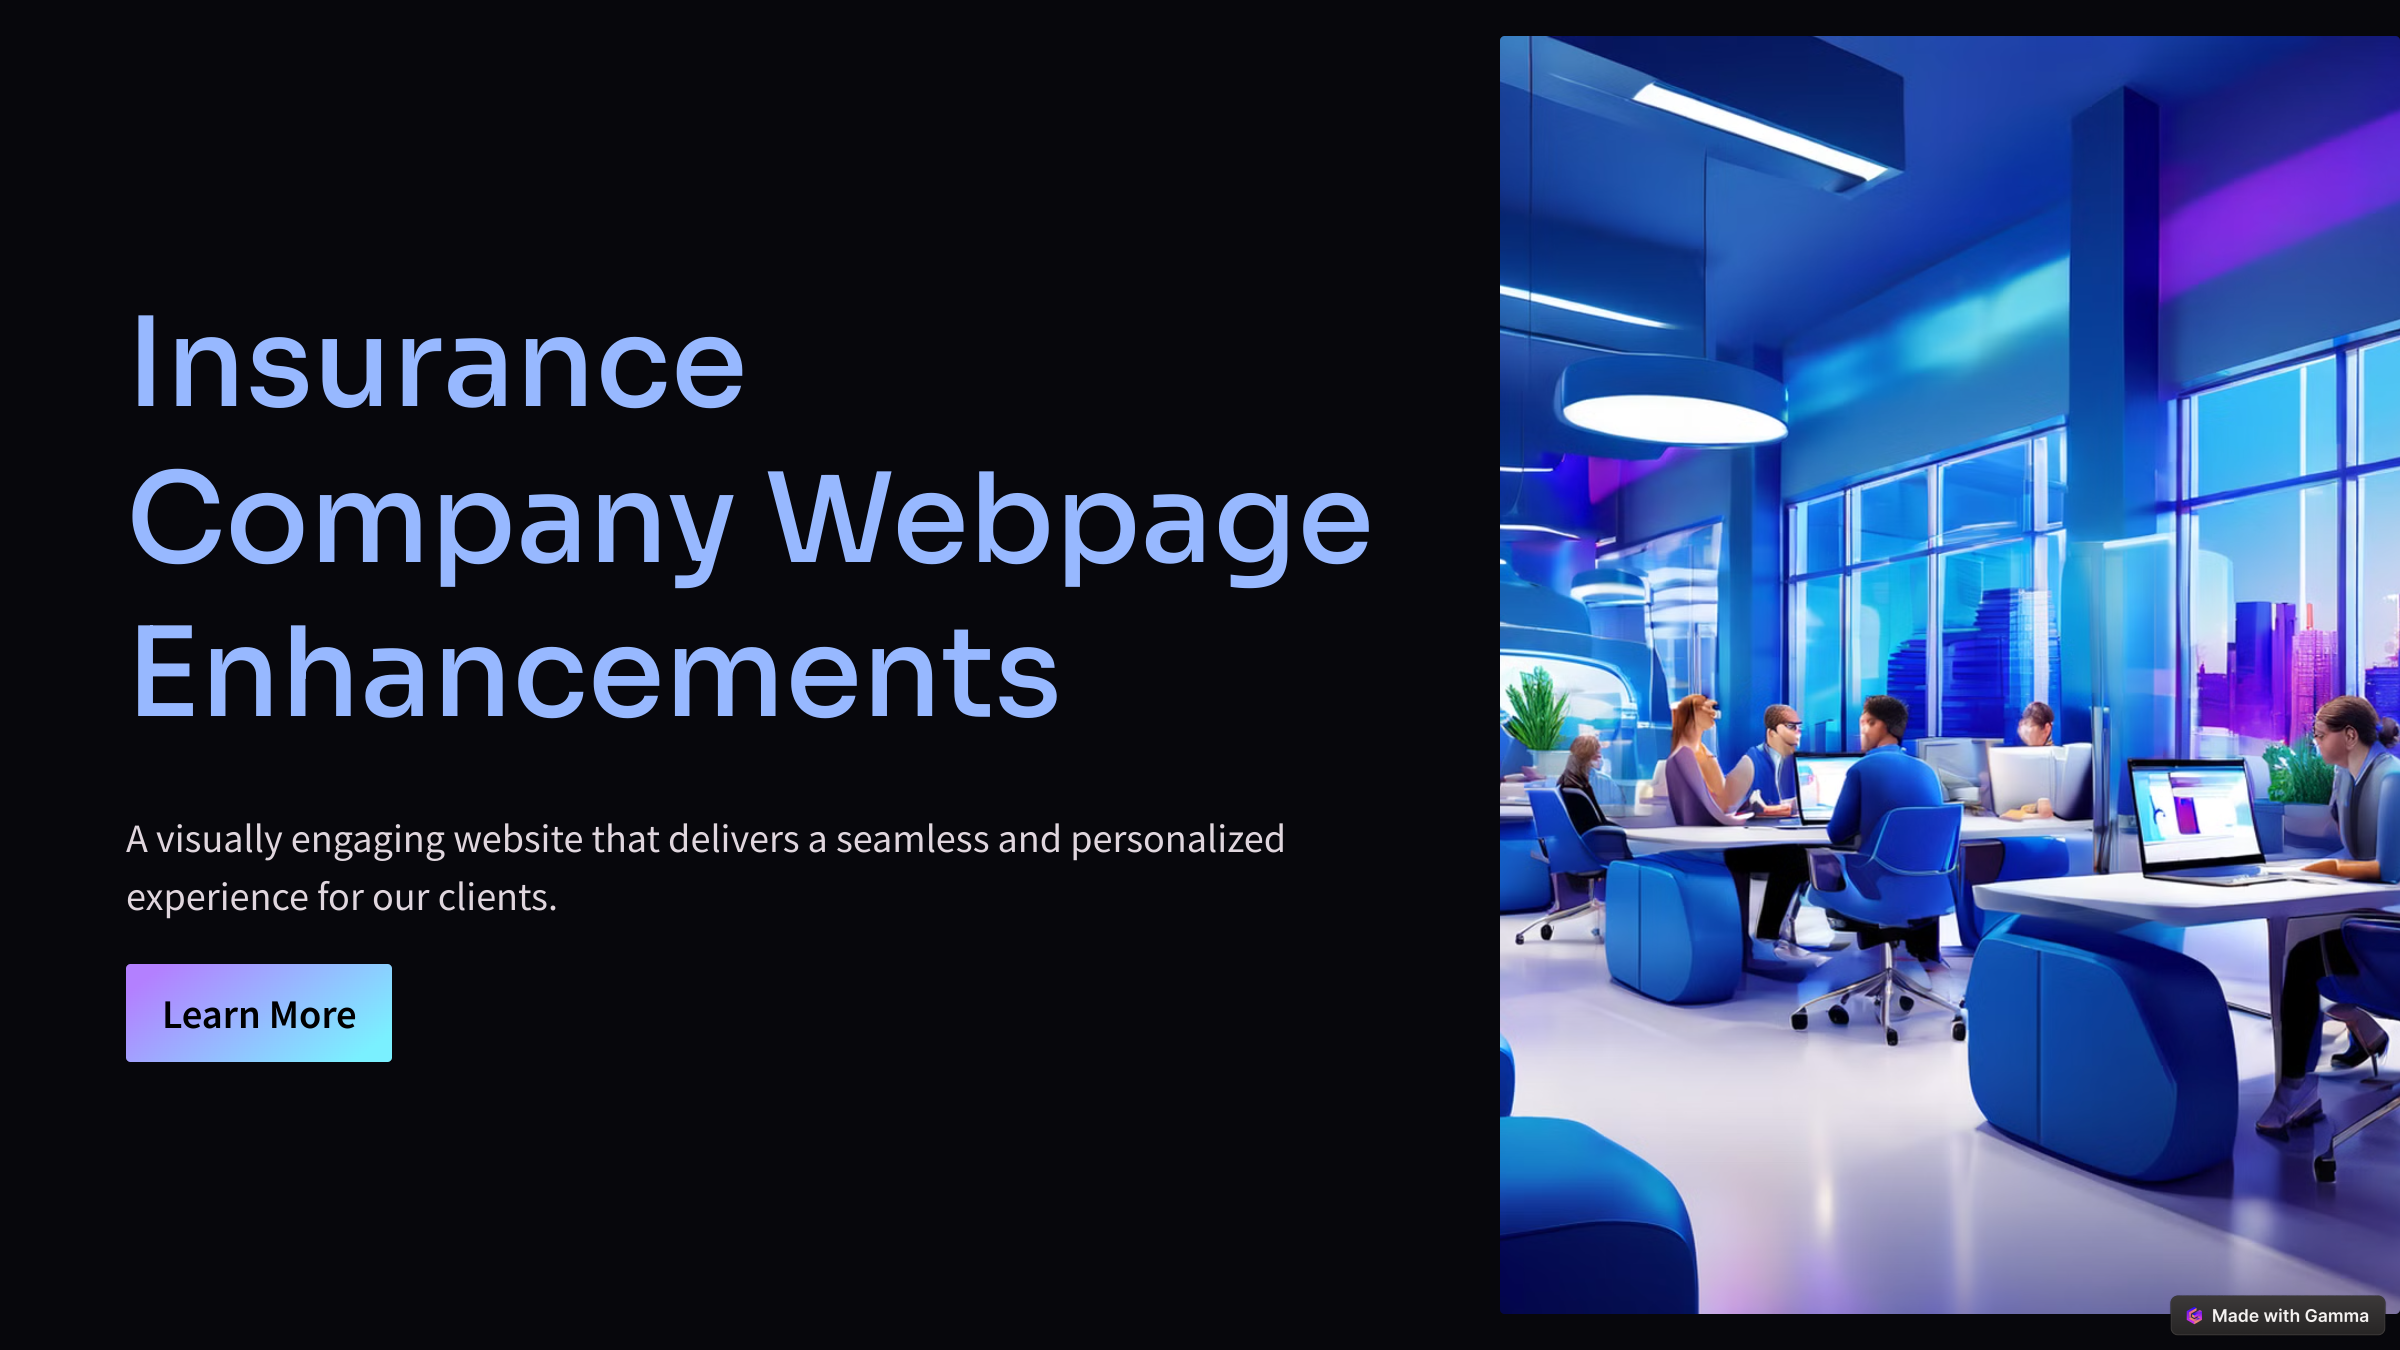 Insurance
Company Webpage
Enhancements
A visually engaging website that delivers a seamless and personalized
experience for our clients.
Learn More
Made with Gamma